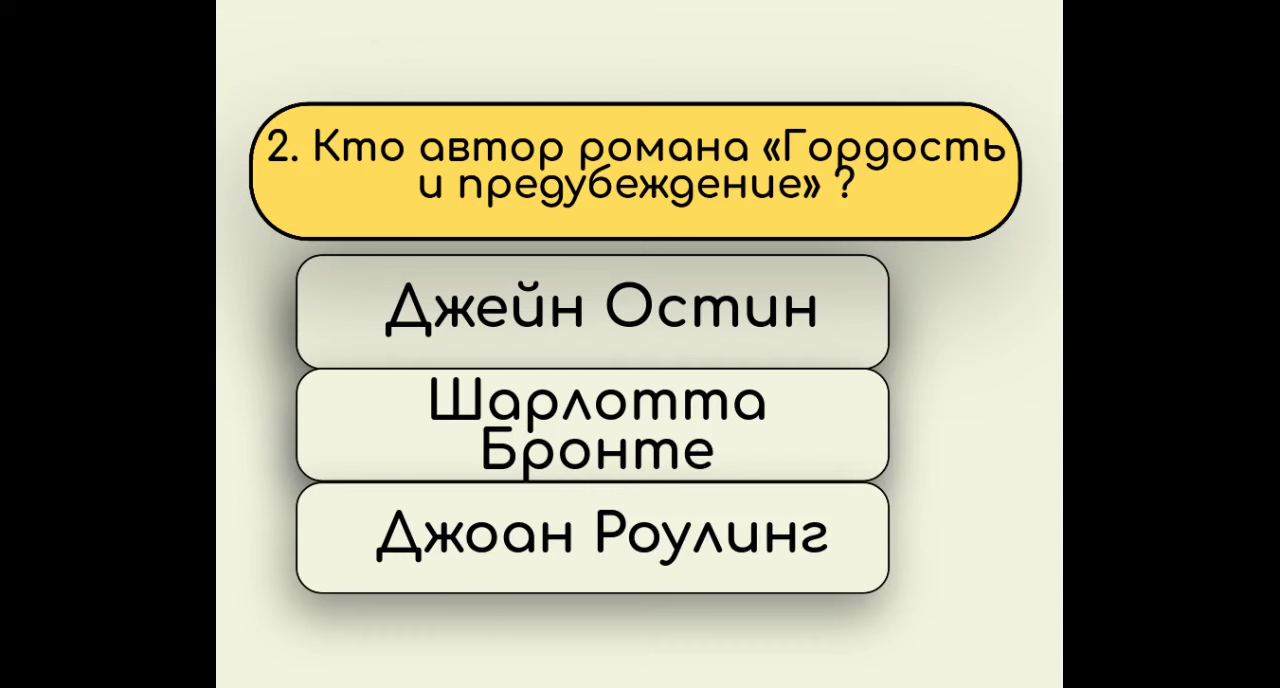 2. Кто автор романа «Гордость
и предубеждение» ?
Джейн Остин
Шарлотта
Бронте
Джоан Роулинг